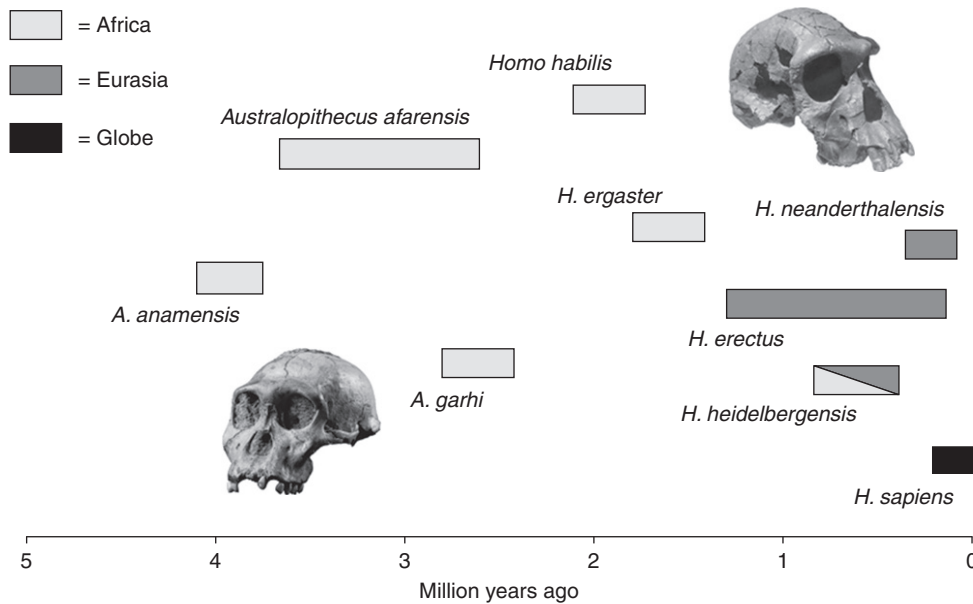 = Africa
= Eurasia
= Globe
Homo habilis
Australopithecus afarensis
H. ergaster
H. neanderthalensis
A. anamensis
H. erectus
A. garhi
H. heidelbergensis
H. sapiens
5 4 3 2 1 0
Million years ago